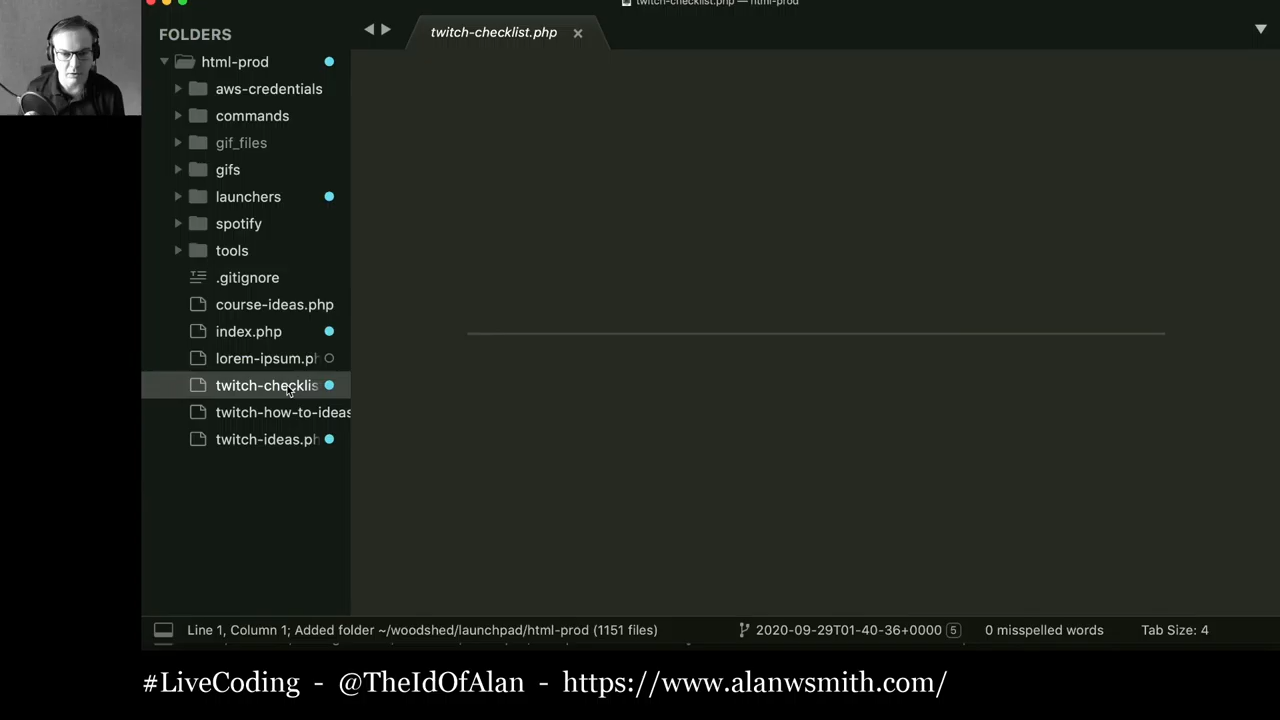 twitch-checklist.php — html-prod
FOLDERS
twitch-checklist.php
html-prod
aws-credentials
commands
gif_files
gifs
launchers
spotify
tools
.gitignore
course-ideas.php
index.php
lorem-ipsum.ph
twitch-checklis
twitch-how-to-ideas
twitch-ideas.ph
Line 1, Column 1; Added folder ~/woodshed/launchpad/html-prod (1151 files)
2020-09-29T01-40-36+0000 5
0 misspelled words
Tab Size: 4
#LiveCoding - @TheIdOfAlan - https://www.alanwsmith.com/